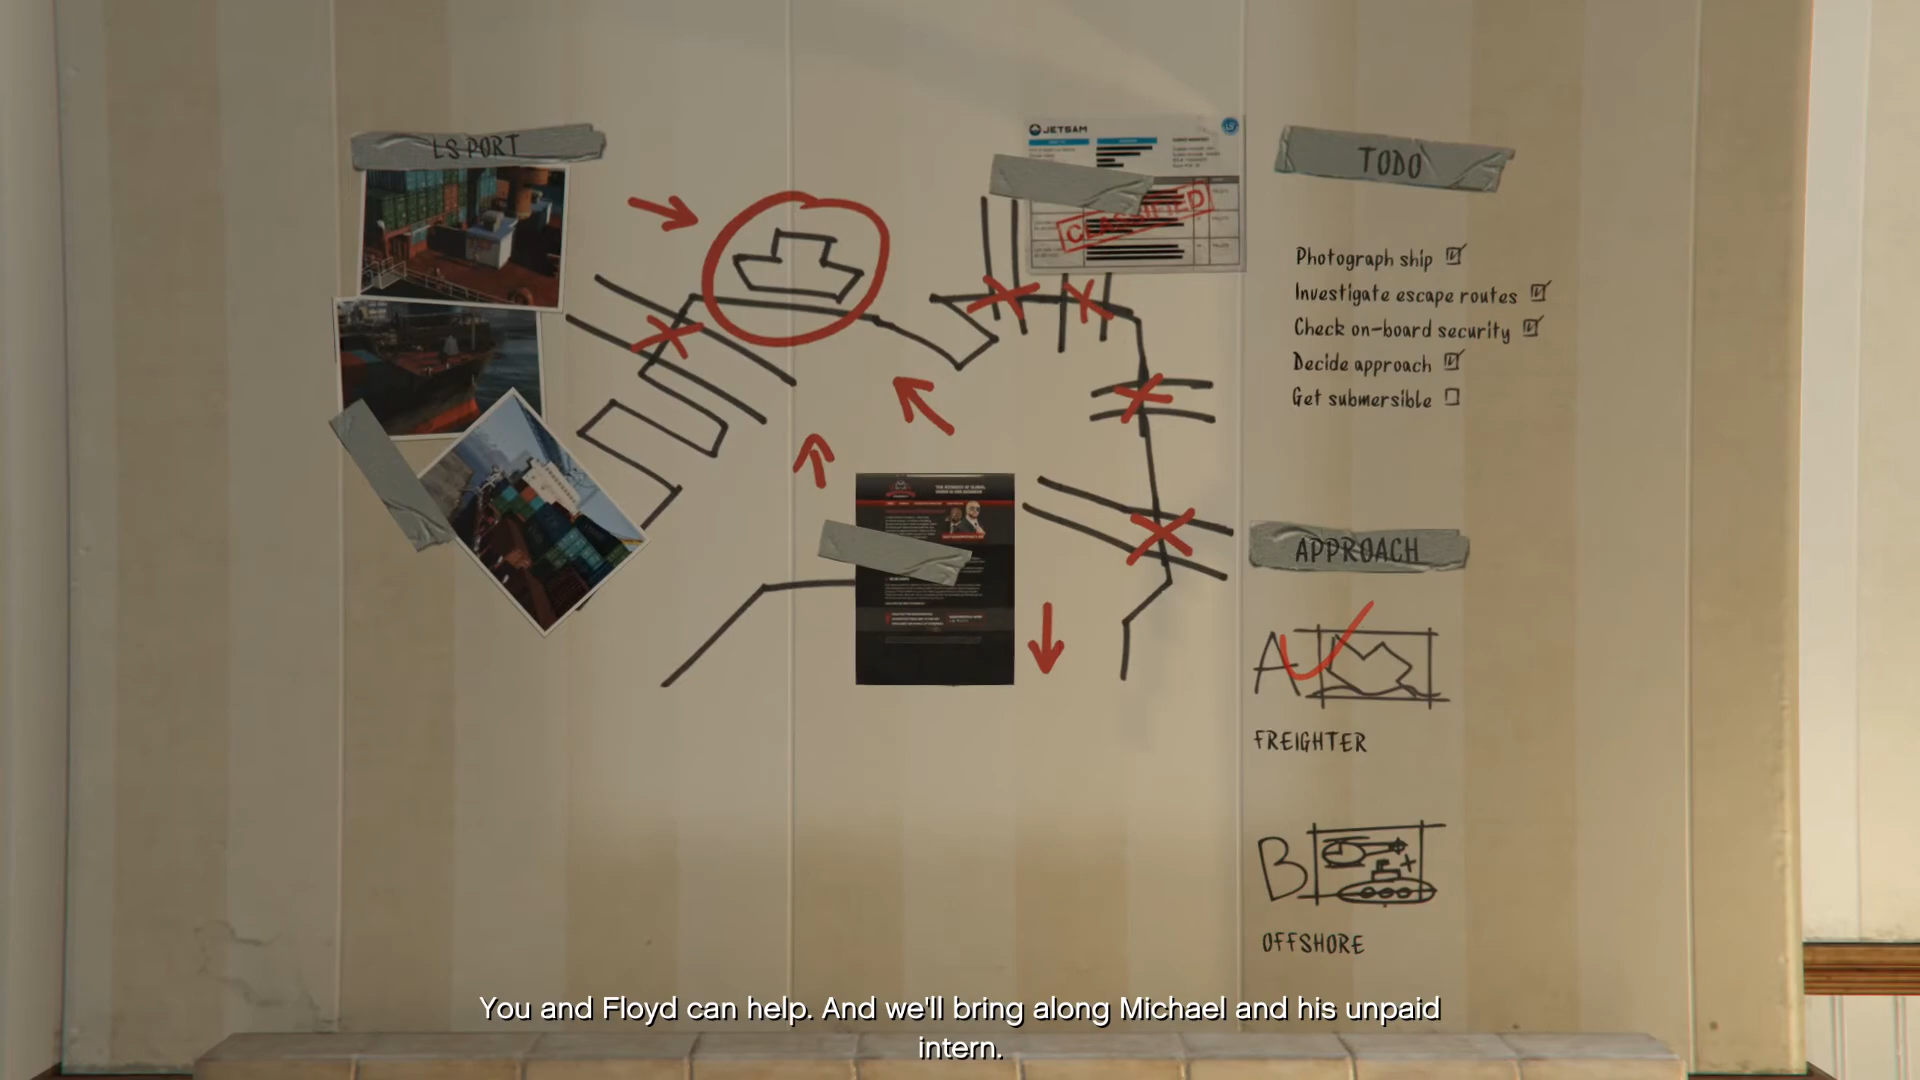 LS PORT
JETSAM
CLASSIFIED
TODO
Photograph ship
Investigate escape routes
Check on-board security
Decide approach
Get submersible
APPROACH
A
FREIGHTER
B
OFFSHORE
You and Floyd can help. And we'll bring along Michael and his unpaid
intern.